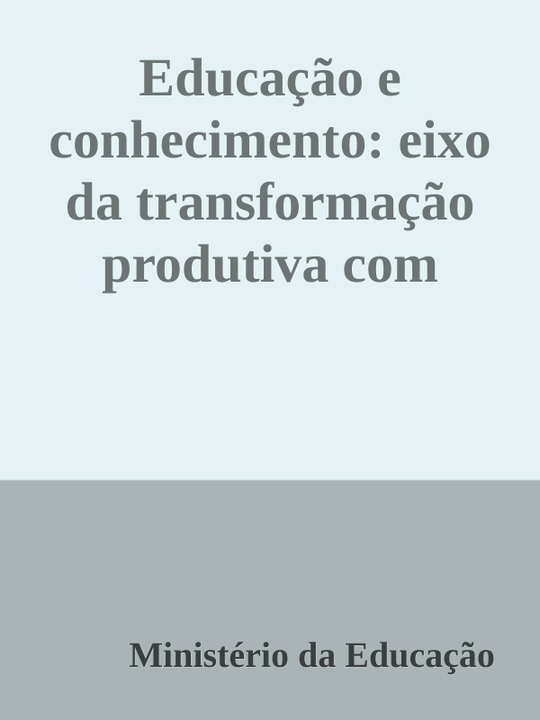 Educação e
conhecimento: eixo
da transformação
produtiva com
Ministério da Educação